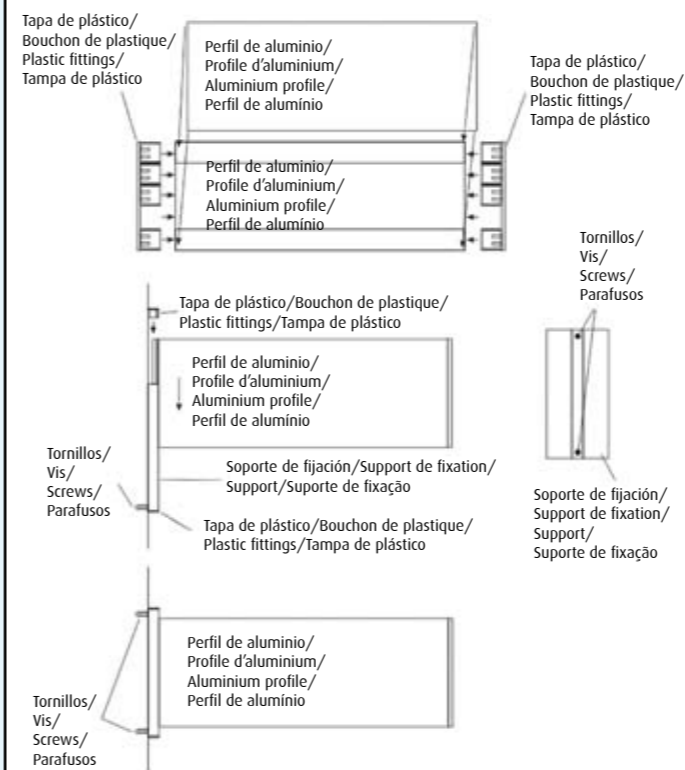 Tapa de plástico/
Bouchon de plastique/
Plastic fittings/
Tampa de plástico
Perfil de aluminio/
Profile d'aluminium/
Aluminium profile/
Perfil de alumínio
Tapa de plástico/
Bouchon de plastique/
Plastic fittings/
Tampa de plástico
Perfil de aluminio/
Profile d'aluminium/
Aluminium profile/
Perfil de alumínio
Tornillos/
Vis/
Screws/
Parafusos
Tapa de plástico/Bouchon de plastique/
Plastic fittings/Tampa de plástico
Perfil de aluminio/
Profile d'aluminium/
Aluminium profile/
Perfil de alumínio
Tornillos/
Vis/
Screws/
Parafusos
Soporte de fijación/Support de fixation/
Support/Suporte de fixação
Tapa de plástico/Bouchon de plastique/
Plastic fittings/Tampa de plástico
Soporte de fijación/
Support de fixation/
Support/
Suporte de fixação
Perfil de aluminio/
Profile d'aluminium/
Aluminium profile/
Perfil de alumínio
Tornillos/
Vis/
Screws/
Parafusos